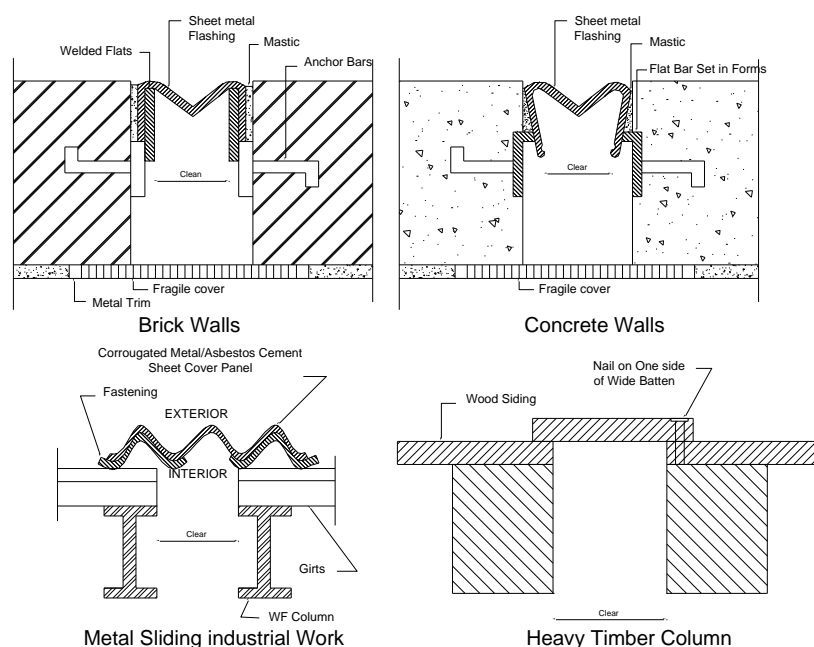 Sheet metal
Flashing
Welded Flats
Mastic
Anchor Bars
Clean
Fragile cover
Metal Trim
Brick Walls
Sheet metal
Flashing
Mastic
Flat Bar Set in Forms
Clear
Fragile cover
Concrete Walls
Corrougated Metal/Asbestos Cement
Sheet Cover Panel
Fastening
EXTERIOR
INTERIOR
Clear
Girts
WF Column
Metal Sliding industrial Work
Nail on One side
of Wide Batten
Wood Siding
Clear
Heavy Timber Column